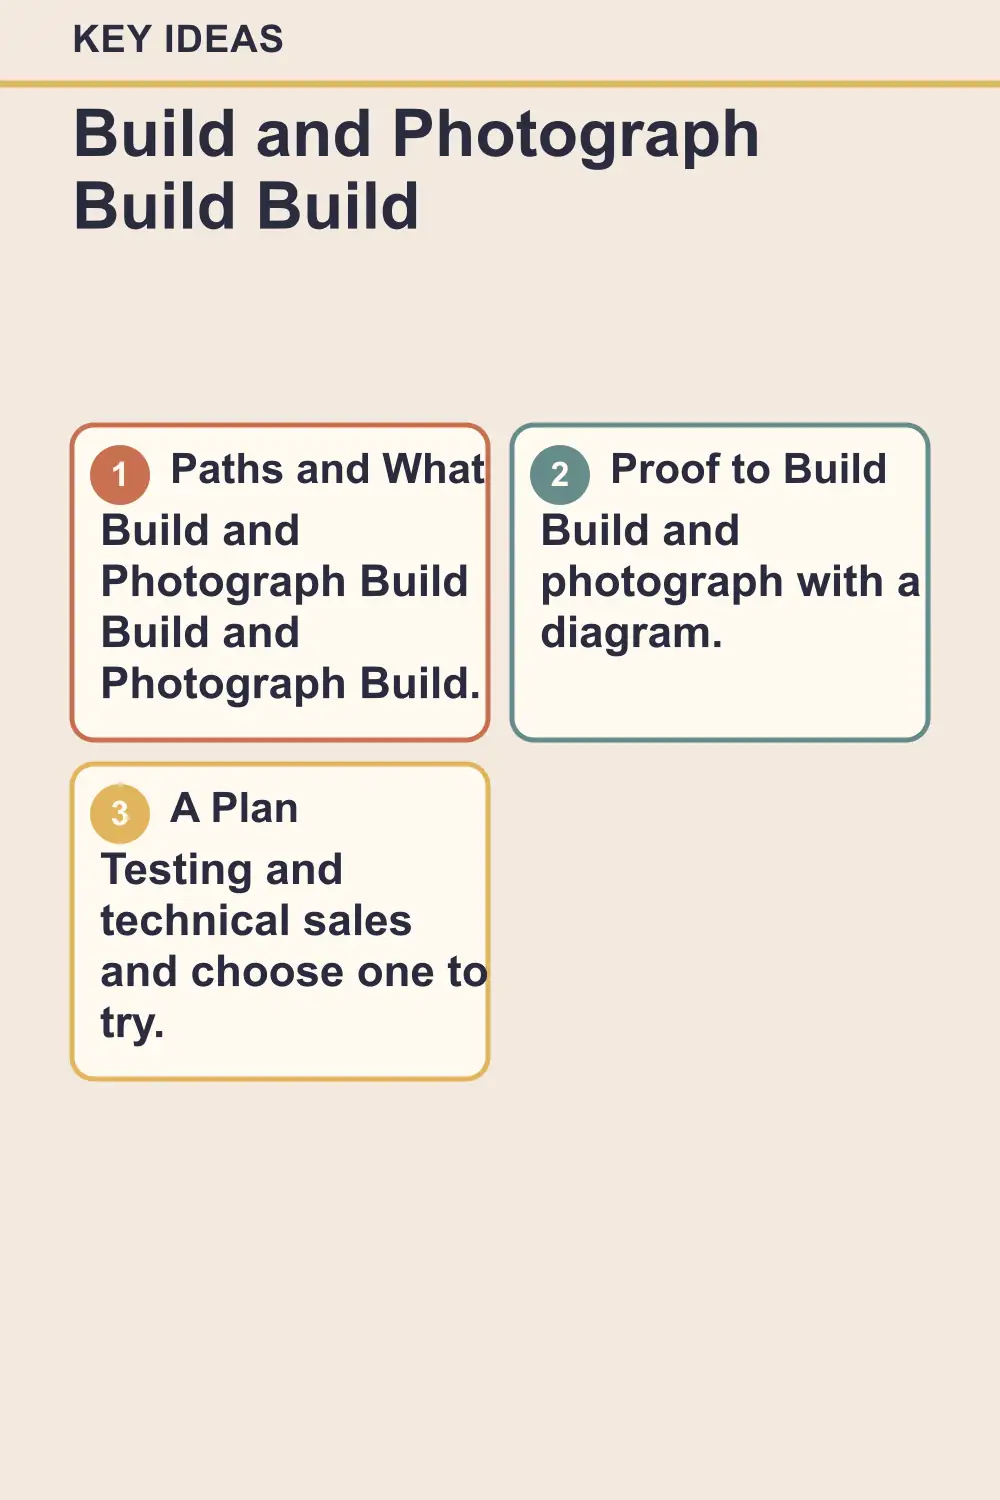 KEY IDEAS
Build and Photograph
Build Build
1 Paths and What
Build and
Photograph Build
Build and
Photograph Build.
2 Proof to Build
Build and
photograph with a
diagram.
3 A Plan
Testing and
technical sales
and choose one to
try.